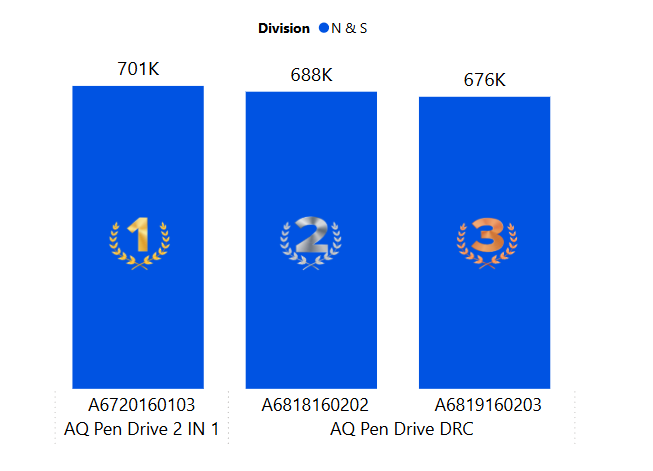 Division N & S
701K
688K
676K
1
2
3
A6720160103
A6818160202
A6819160203
AQ Pen Drive 2 IN 1
AQ Pen Drive DRC